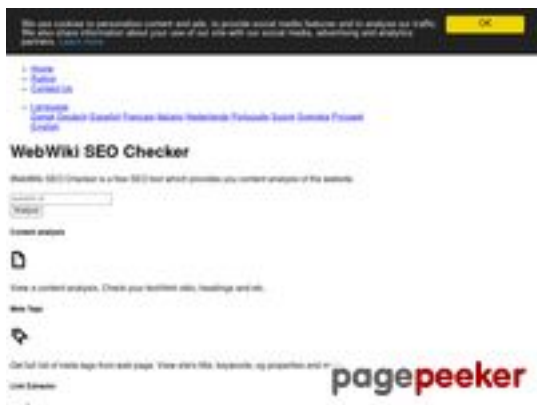 We use cookies to personalise content and ads, to provide social media features and to analyse our traffic.
We also share information about your use of our site with our social media, advertising and analytics
partners. Learn more
OK
Home
Rating
Contact Us
Language
Dansk Deutsch Español Français Italiano Nederlands Português Suomi Svenska Русский
English
WebWiki SEO Checker
WebWiki SEO Checker is a free SEO tool which provides you content analysis of the website.
Analyze
Content analysis
View a content analysis. Check your text/html ratio, headings and etc.
Meta Tags
Get full list of meta tags from web page. View site's title, keywords, og properties and
Link Extractor
pagepeeker